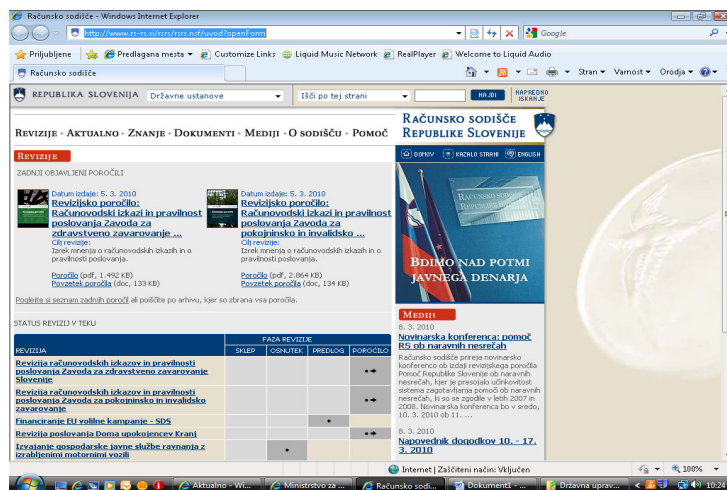 Računsko sodišče - Windows Internet Explorer
http://www.rs-rs.si/rsrs/rsrs.nsf/uvod?openForm
Google
Priljubljene
Predlagana mesta
Customize Links
Liquid Music Network
RealPlayer
Welcome to Liquid Audio
Računsko sodišče
Stran
Varnost
Orodja
REPUBLIKA SLOVENIJA
Državne ustanove
Išči po tej strani
NAJDI
NAPREDNO
ISKANJE
REVIZIJE · AKTUALNO · ZNANJE · DOKUMENTI · MEDIJI · O SODIŠČU · POMOČ
RAČUNSKO SODIŠČE
REPUBLIKE SLOVENIJE
DOMOV
KAZALO STRANI
ENGLISH
REVIZIJE
ZADNJI OBJAVLJENI POROČILI
Datum izdaje: 5. 3. 2010
Revizijsko poročilo:
Računovodski izkazi in pravilnost
poslovanja Zavoda za
zdravstveno zavarovanje ...
Cilj revizije:
Izrek mnenja o računovodskih izkazih in o
pravilnosti poslovanja.
Poročilo (pdf, 1.492 KB)
Povzetek poročila (doc, 133 KB)
Datum izdaje: 5. 3. 2010
Revizijsko poročilo:
Računovodski izkazi in pravilnost
poslovanja Zavoda za
pokojninsko in invalidsko ...
Cilj revizije:
Izrek mnenja o računovodskih izkazih in o
pravilnosti poslovanja.
Poročilo (pdf, 2.864 KB)
Povzetek poročila (doc, 134 KB)
Poglejte si seznam zadnjih poročil ali poiščite po arhivu, kjer so zbrana vsa poročila.
STATUS REVIZIJ V TEKU
FAZA REVIZIJE
REVIZIJA
SKLEP
OSNUTEK
PREDLOG
POROČILO
Revizija računovodskih izkazov in pravilnosti
poslovanja Zavoda za zdravstveno zavarovanje
Slovenije
Revizija računovodskih izkazov in pravilnosti
poslovanja Zavoda za pokojninsko in invalidsko
zavarovanje
Financiranje EU volilne kampanje - SDS
Revizija poslovanja Doma upokojencev Kranj
Izvajanje gospodarske javne službe ravnanja z
izrabljenimi motornimi vozili
RAČUNSKO SODIŠČE
REPUBLIKE SLOVENIJE
BDIMO NAD POTMI
JAVNEGA DENARJA
MEDIJI
8. 3. 2010
Novinarska konferenca: pomoč
RS ob naravnih nesrečah
Računsko sodišče prireja novinarsko
konferenco ob izdaji revizijskega poročila
Pomoč Republike Slovenije ob naravnih
nesrečah, kjer je presojalo učinkovitost
sistema zagotavljanja pomoči ob naravnih
nesrečah, ki so se zgodile v letih 2007 in
2008. Novinarska konferenca bo v sredo,
10. 3. 2010 ob 11. ...
8. 3. 2010
Napovednik dogodkov 10. - 17.
3. 2010
Internet | Zaščiteni način: Vključen
100%
Aktualno - Wi...
Ministrstvo za ...
Računsko sodi...
Dokument1 - ...
Državna uprav...
10:24